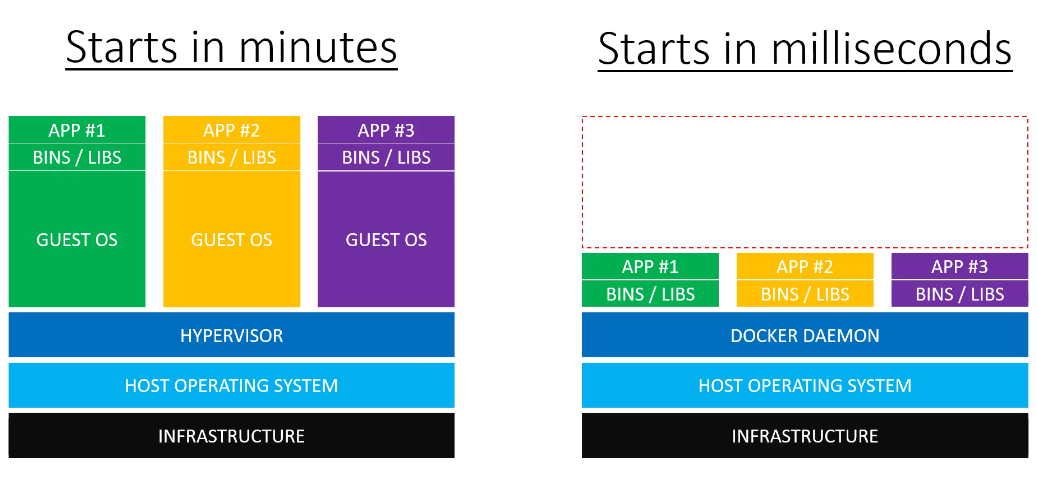 Starts in minutes
APP #1
BINS / LIBS
GUEST OS
APP #2
BINS / LIBS
GUEST OS
APP #3
BINS / LIBS
GUEST OS
HYPERVISOR
HOST OPERATING SYSTEM
INFRASTRUCTURE
Starts in milliseconds
APP #1
BINS / LIBS
APP #2
BINS / LIBS
APP #3
BINS / LIBS
DOCKER DAEMON
HOST OPERATING SYSTEM
INFRASTRUCTURE